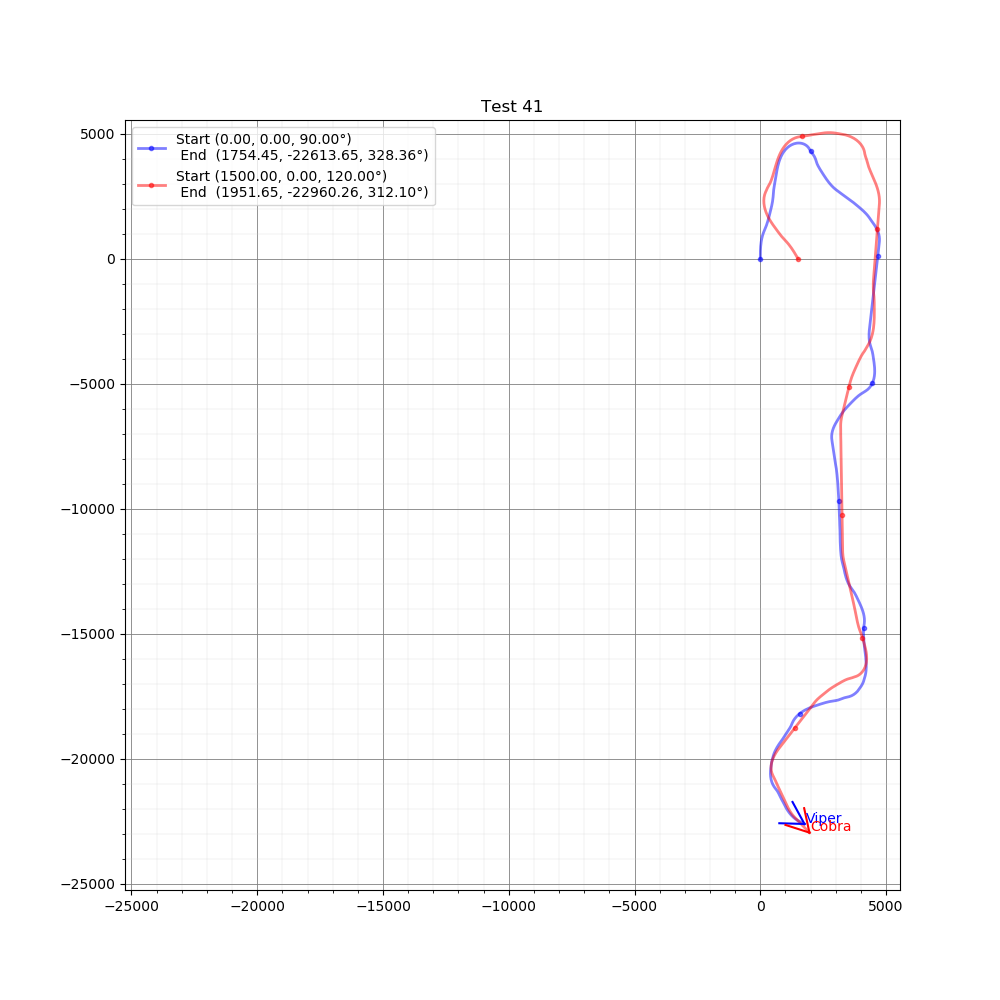 Test 41
Start (0.00, 0.00, 90.00°)
End (1754.45, -22613.65, 328.36°)
Start (1500.00, 0.00, 120.00°)
End (1951.65, -22960.26, 312.10°)
5000
0
−5000
−10000
−15000
−20000
−25000
Viper
Cobra
−25000 −20000 −15000 −10000 −5000 0 5000